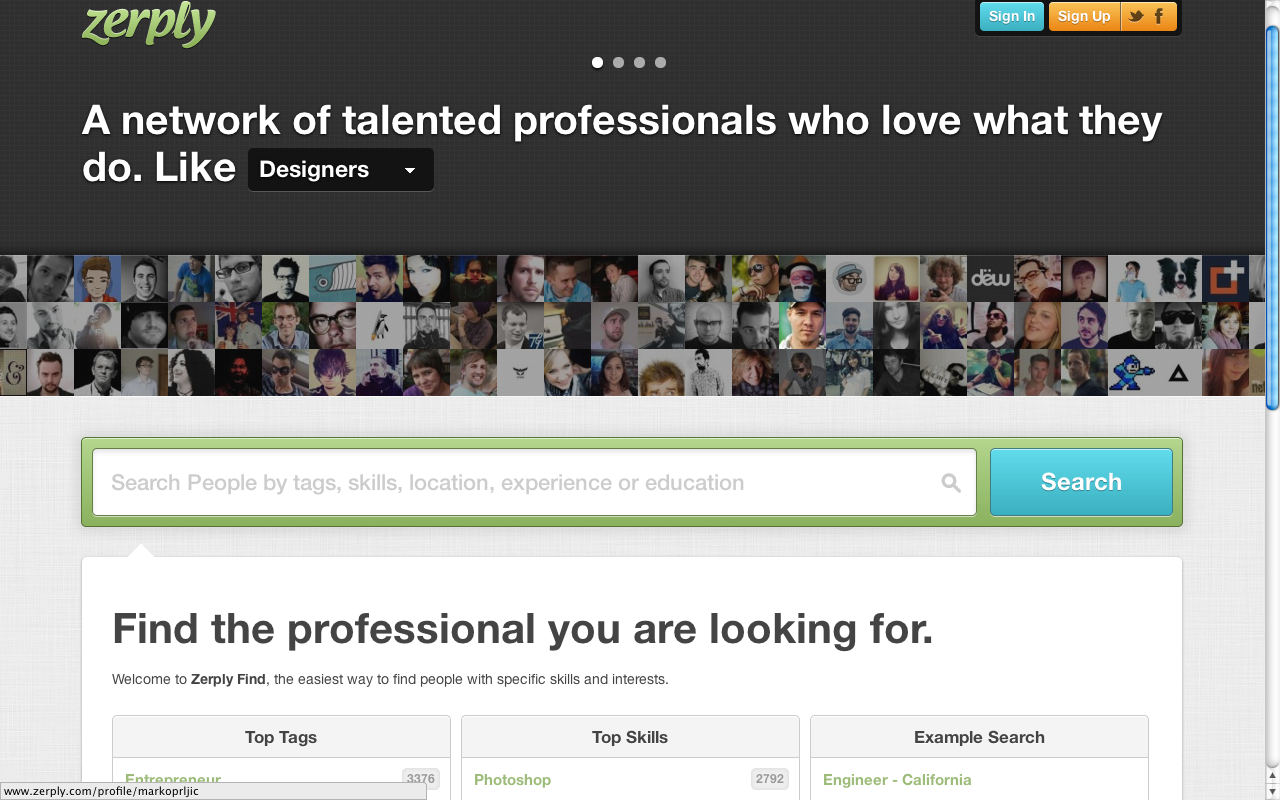 zerply
Sign In
Sign Up
A network of talented professionals who love what they
do. Like Designers
dëw
Search People by tags, skills, location, experience or education
Search
Find the professional you are looking for.
Welcome to Zerply Find, the easiest way to find people with specific skills and interests.
Top Tags
Top Skills
Example Search
Entrepreneur 3376
Photoshop 2792
Engineer - California
www.zerply.com/profile/markoprljic